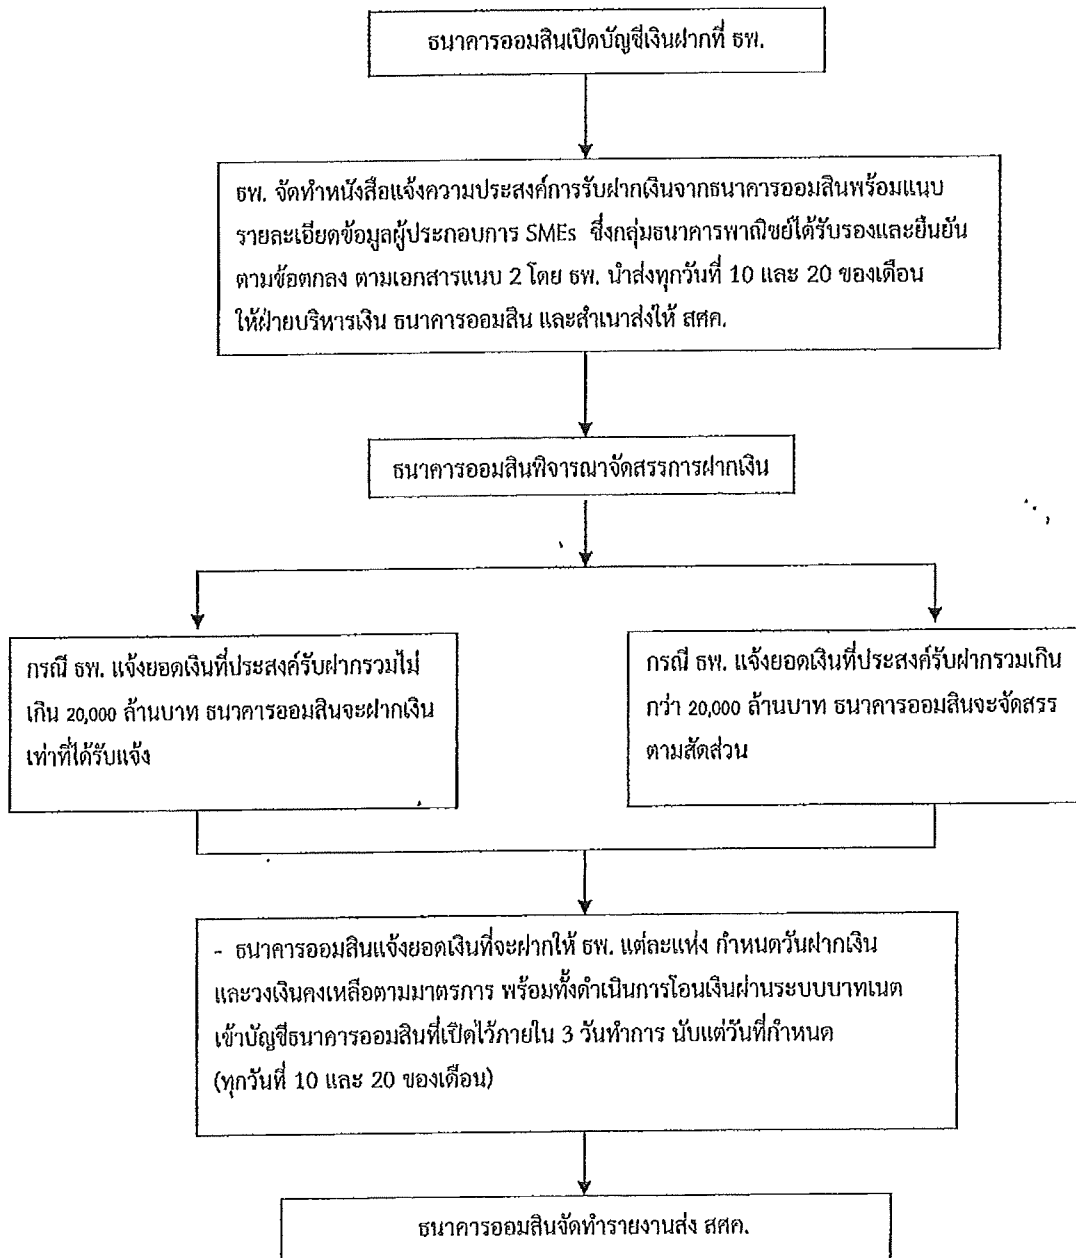 ธนาคารออมสินเปิดบัญชีเงินฝากที่ ธพ.
ธพ. จัดทำหนังสือแจ้งความประสงค์การรับฝากเงินจากธนาคารออมสินพร้อมแนบ
รายละเอียดข้อมูลผู้ประกอบการ SMEs ซึ่งกลุ่มธนาคารพาณิชย์ได้รับรองและยืนยัน
ตามข้อตกลง ตามเอกสารแนบ 2 โดย ธพ. นำส่งทุกวันที่ 10 และ 20 ของเดือน
ให้ฝ่ายบริหารเงิน ธนาคารออมสิน และสำเนาส่งให้ สศค.
ธนาคารออมสินพิจารณาจัดสรรการฝากเงิน
กรณี ธพ. แจ้งยอดเงินที่ประสงค์รับฝากรวมไม่
เกิน 20,000 ล้านบาท ธนาคารออมสินจะฝากเงิน
เท่าที่ได้รับแจ้ง
กรณี ธพ. แจ้งยอดเงินที่ประสงค์รับฝากรวมเกิน
กว่า 20,000 ล้านบาท ธนาคารออมสินจะจัดสรร
ตามสัดส่วน
- ธนาคารออมสินแจ้งยอดเงินที่จะฝากให้ ธพ. แต่ละแห่ง กำหนดวันฝากเงิน
และวงเงินคงเหลือตามมาตรการ พร้อมทั้งดำเนินการโอนเงินผ่านระบบบาทเนต
เข้าบัญชีธนาคารออมสินที่เปิดไว้ภายใน 3 วันทำการ นับแต่วันที่กำหนด
(ทุกวันที่ 10 และ 20 ของเดือน)
ธนาคารออมสินจัดทำรายงานส่ง สศค.